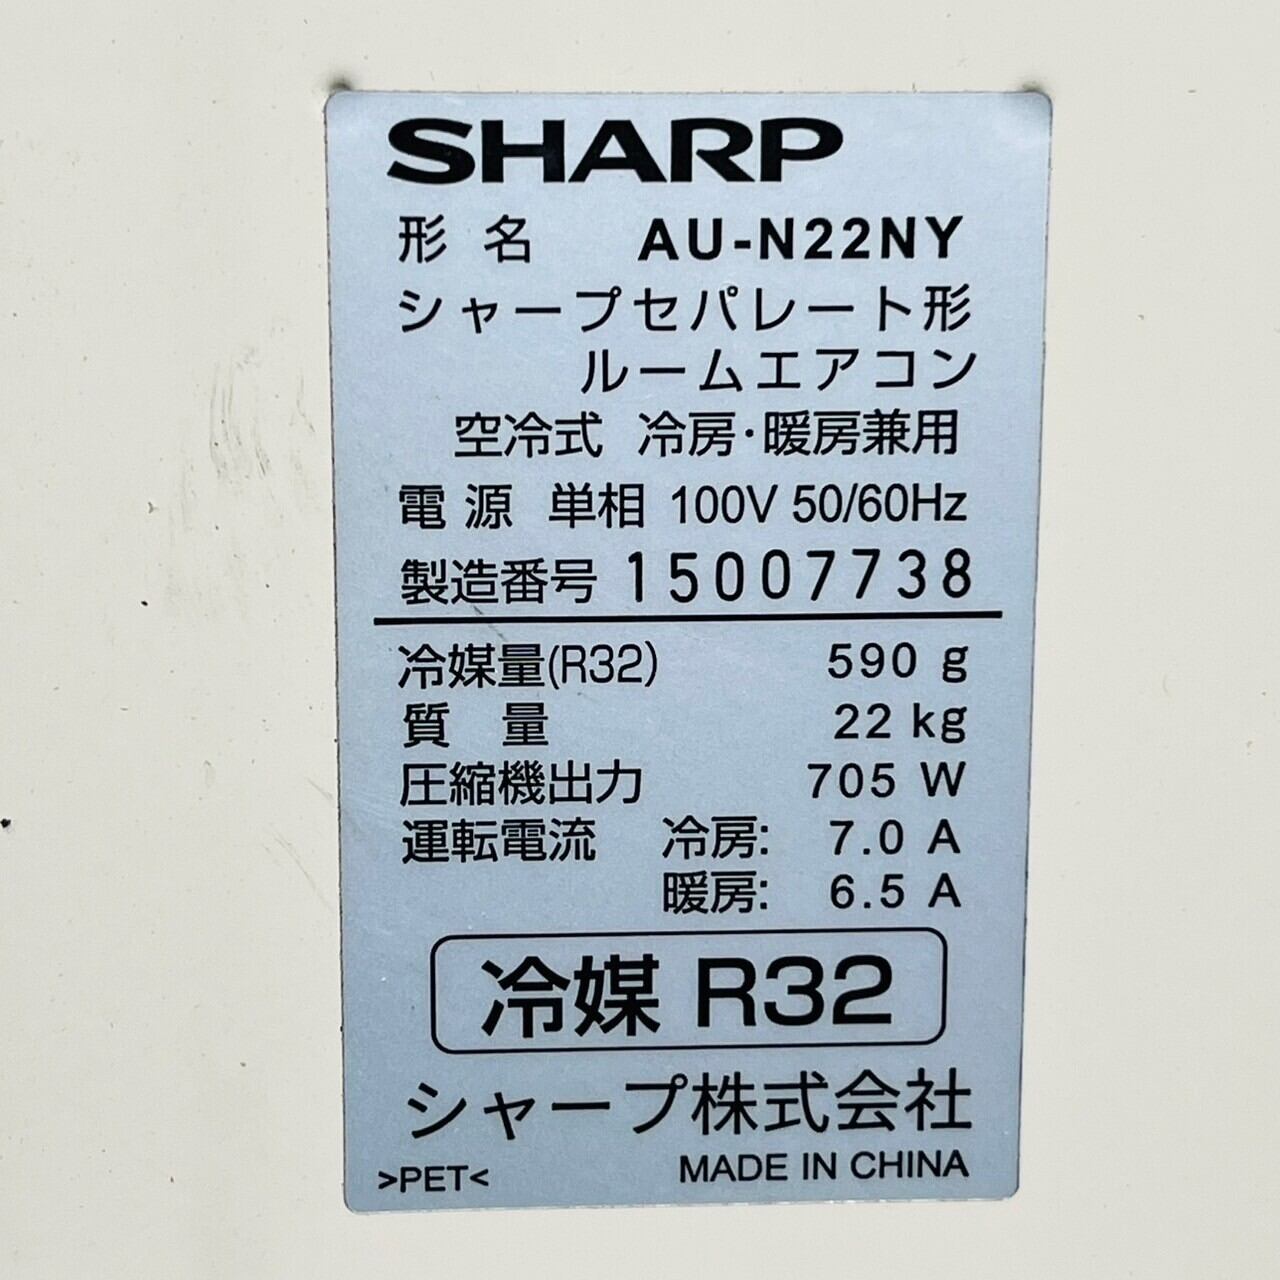 SHARP
形名 AU-N22NY
シャープセパレート形
ルームエアコン
空冷式 冷房・暖房兼用
電源 単相 100V 50/60Hz
製造番号 15007738
冷媒量(R32) 590 g
質量 22 kg
圧縮機出力 705 W
運転電流 冷房: 7.0 A
暖房: 6.5 A
冷媒 R32
シャープ株式会社
>PET< MADE IN CHINA